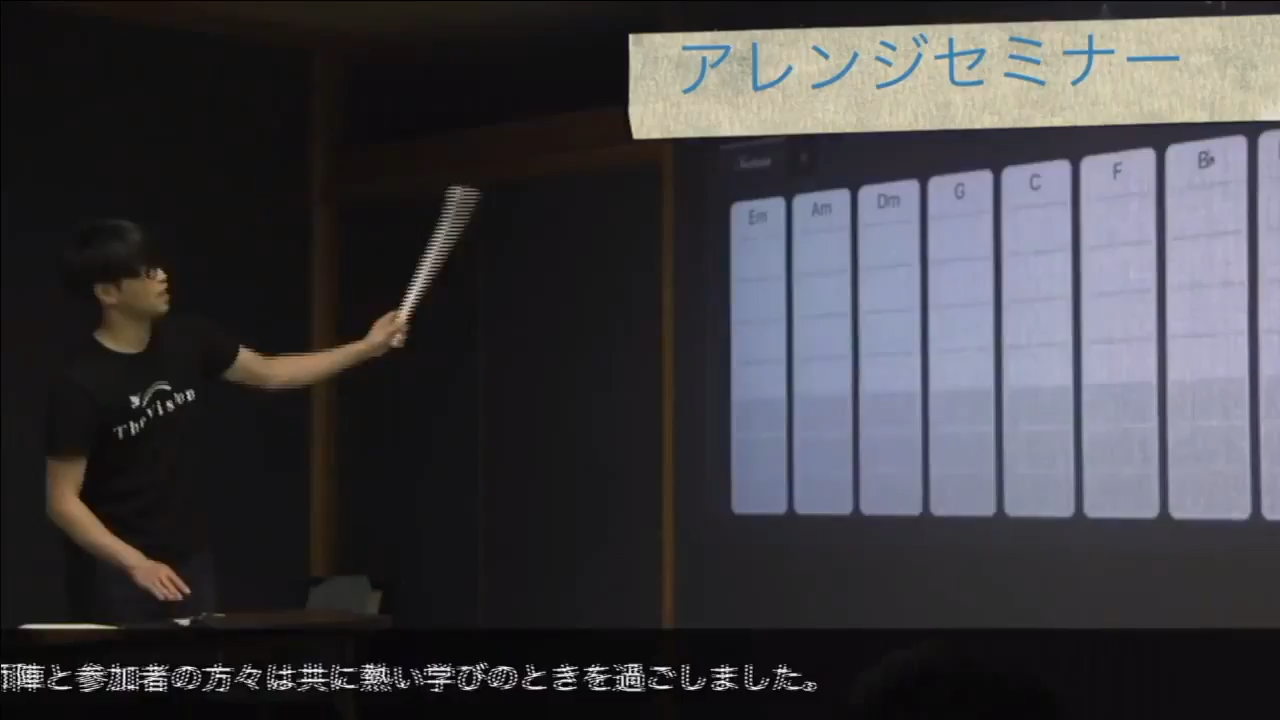 アレンジセミナー
Em Am Dm G C F B♭
The Vision
陣と参加者の方々は共に熱い学びのときを過ごしました。